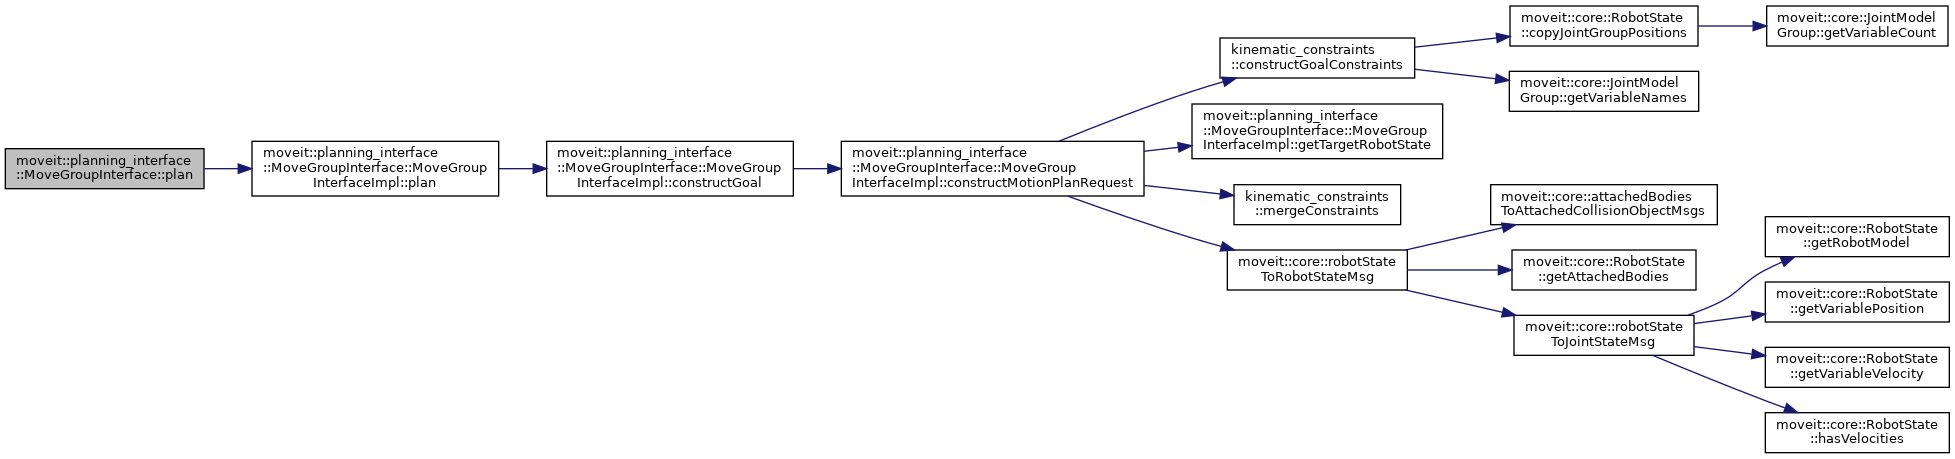 moveit::planning_interface
::MoveGroupInterface::plan
moveit::planning_interface
::MoveGroupInterface::MoveGroup
InterfaceImpl::plan
moveit::planning_interface
::MoveGroupInterface::MoveGroup
InterfaceImpl::constructGoal
moveit::planning_interface
::MoveGroupInterface::MoveGroup
InterfaceImpl::constructMotionPlanRequest
kinematic_constraints
::constructGoalConstraints
moveit::planning_interface
::MoveGroupInterface::MoveGroup
InterfaceImpl::getTargetRobotState
kinematic_constraints
::mergeConstraints
moveit::core::robotState
ToRobotStateMsg
moveit::core::RobotState
::copyJointGroupPositions
moveit::core::JointModel
Group::getVariableNames
moveit::core::JointModel
Group::getVariableCount
moveit::core::attachedBodies
ToAttachedCollisionObjectMsgs
moveit::core::RobotState
::getAttachedBodies
moveit::core::robotState
ToJointStateMsg
moveit::core::RobotState
::getRobotModel
moveit::core::RobotState
::getVariablePosition
moveit::core::RobotState
::getVariableVelocity
moveit::core::RobotState
::hasVelocities